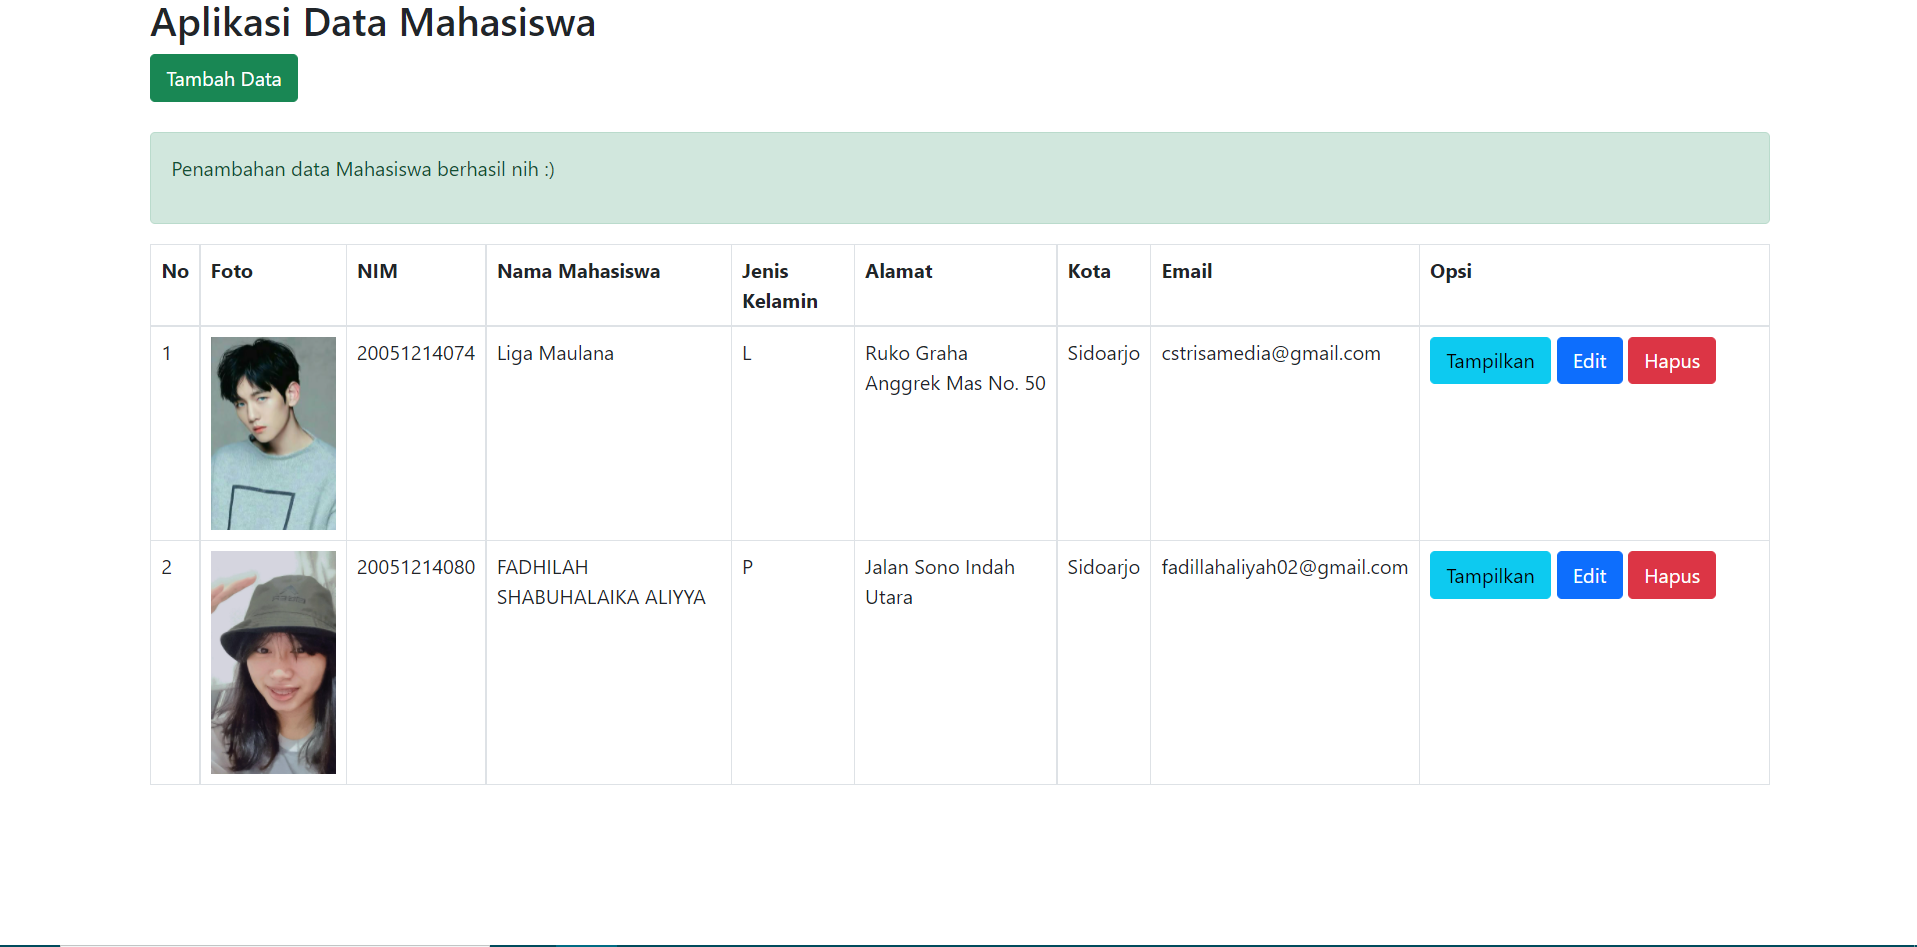 Aplikasi Data Mahasiswa
Tambah Data
Penambahan data Mahasiswa berhasil nih :)
No Foto NIM Nama Mahasiswa Jenis Kelamin Alamat Kota Email Opsi
1 20051214074 Liga Maulana L Ruko Graha Anggrek Mas No. 50 Sidoarjo cstrisamedia@gmail.com Tampilkan Edit Hapus
2 20051214080 FADHILAH SHABUHALAIKA ALIYYA P Jalan Sono Indah Utara Sidoarjo fadillahaliyah02@gmail.com Tampilkan Edit Hapus